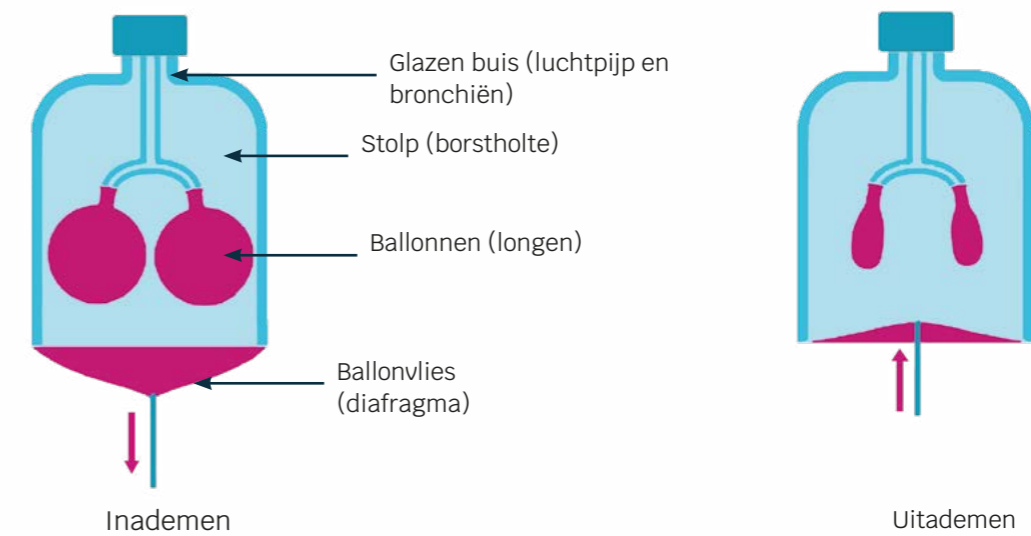 Glazen buis (luchtpijp en
bronchiën)
Stolp (borstholte)
Ballonnen (longen)
Ballonvlies
(diafragma)
Inademen
Uitademen